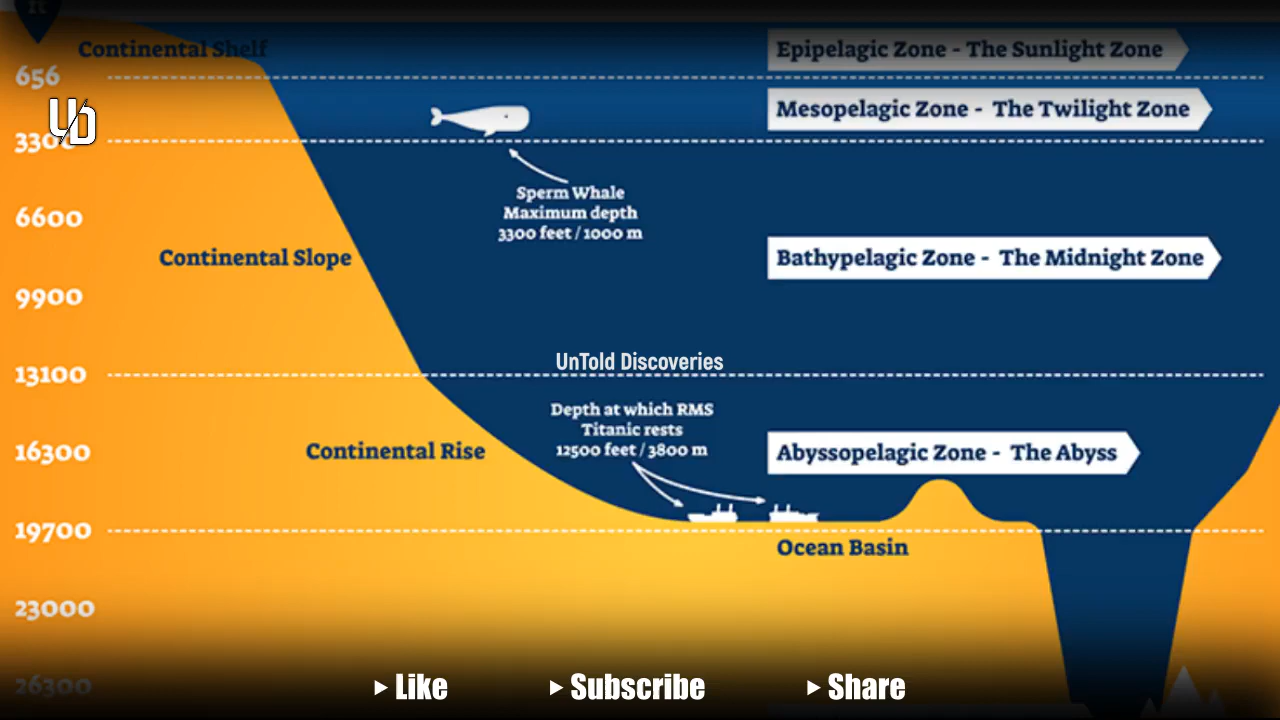 ft
Continental Shelf
Epipelagic Zone - The Sunlight Zone
656
UD
Mesopelagic Zone - The Twilight Zone
3300
Sperm Whale
Maximum depth
3300 feet / 1000 m
6600
Continental Slope
Bathypelagic Zone - The Midnight Zone
9900
UnTold Discoveries
13100
Depth at which RMS
Titanic rests
12500 feet / 3800 m
Continental Rise
16300
Abyssopelagic Zone - The Abyss
19700
Ocean Basin
23000
26300
Like
Subscribe
Share